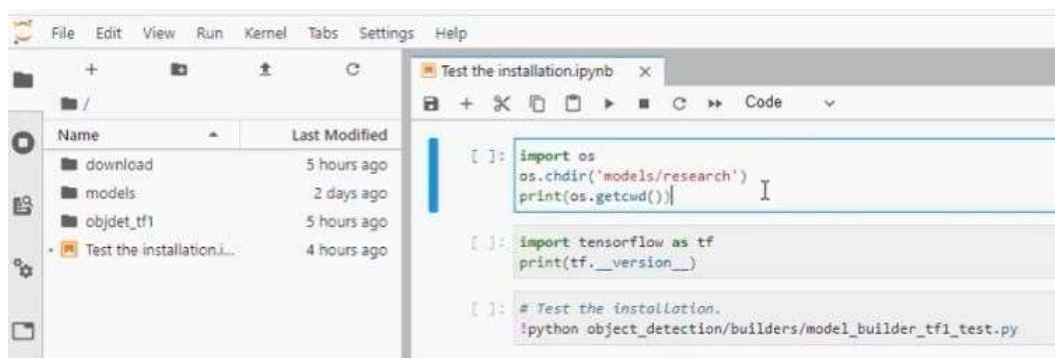 File Edit View Run Kernel Tabs Settings Help
Test the installation.ipynb
/
Code
Name Last Modified
download 5 hours ago
models 2 days ago
objdet_tf1 5 hours ago
Test the installation.i... 4 hours ago
[ ]: import os
os.chdir('models/research')
print(os.getcwd())
[ ]: import tensorflow as tf
print(tf.__version__)
[ ]: # Test the installation.
!python object_detection/builders/model_builder_tf1_test.py